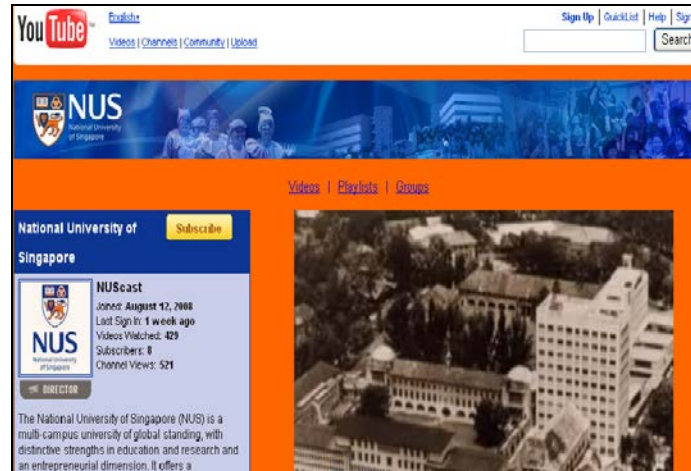 You Tube
English
Videos | Channels | Community | Upload
Sign Up | QuickList | Help | Sign
Search
NUS
National University
of Singapore
Videos | Playlists | Groups
National University of
Singapore
Subscribe
NUScast
Joined: August 12, 2008
Last Sign In: 1 week ago
Videos Watched: 429
Subscribers: 8
Channel Views: 521
NUS
National University
of Singapore
DIRECTOR
The National University of Singapore (NUS) is a
multi-campus university of global standing, with
distinctive strengths in education and research and
an entrepreneurial dimension. It offers a